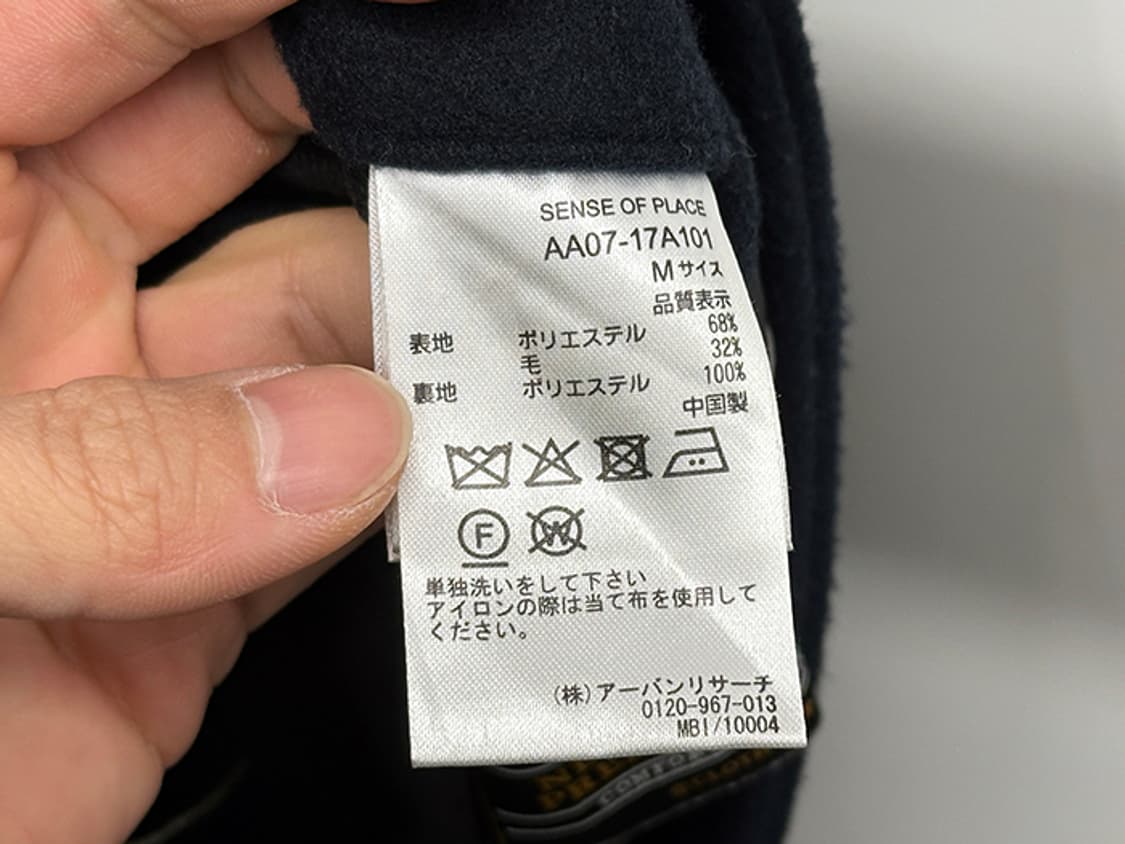 SENSE OF PLACE
AA07-17A101
Mサイズ
品質表示
表地 ポリエステル 68%
毛 32%
裏地 ポリエステル 100%
中国製
F W
単独洗いをして下さい
アイロンの際は当て布を使用して
ください。
(株)アーバンリサーチ
0120-967-013
MBI/10004